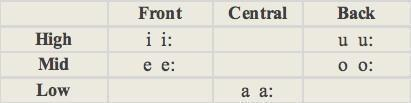 Front Central Back
High i i: u u:
Mid e e: o o:
Low a a: